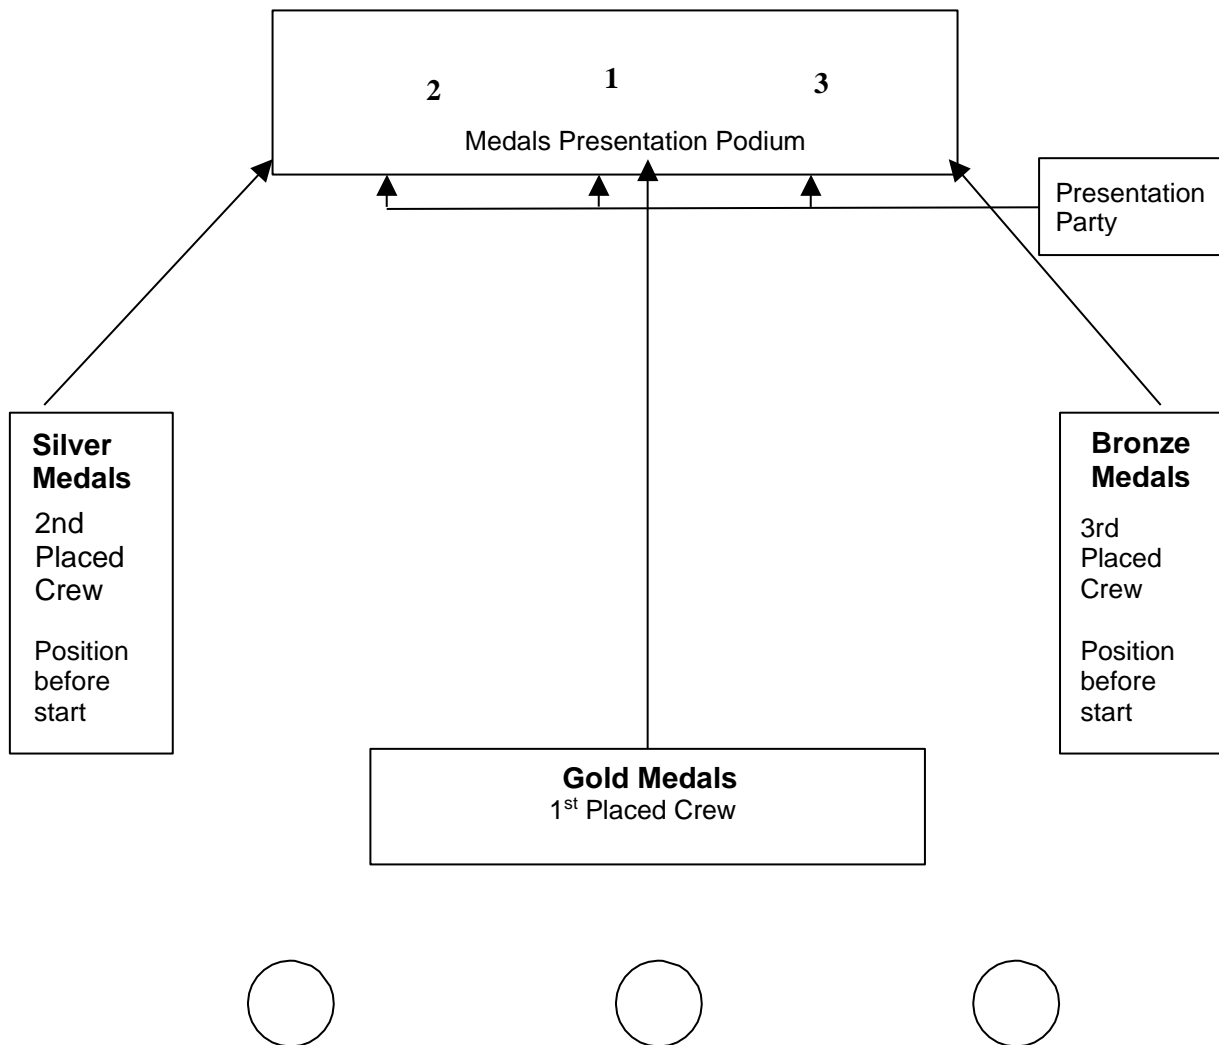 2 1 3
Medals Presentation Podium
Presentation
Party
Silver
Medals
2nd
Placed
Crew
Position
before
start
Bronze
Medals
3rd
Placed
Crew
Position
before
start
Gold Medals
1st Placed Crew